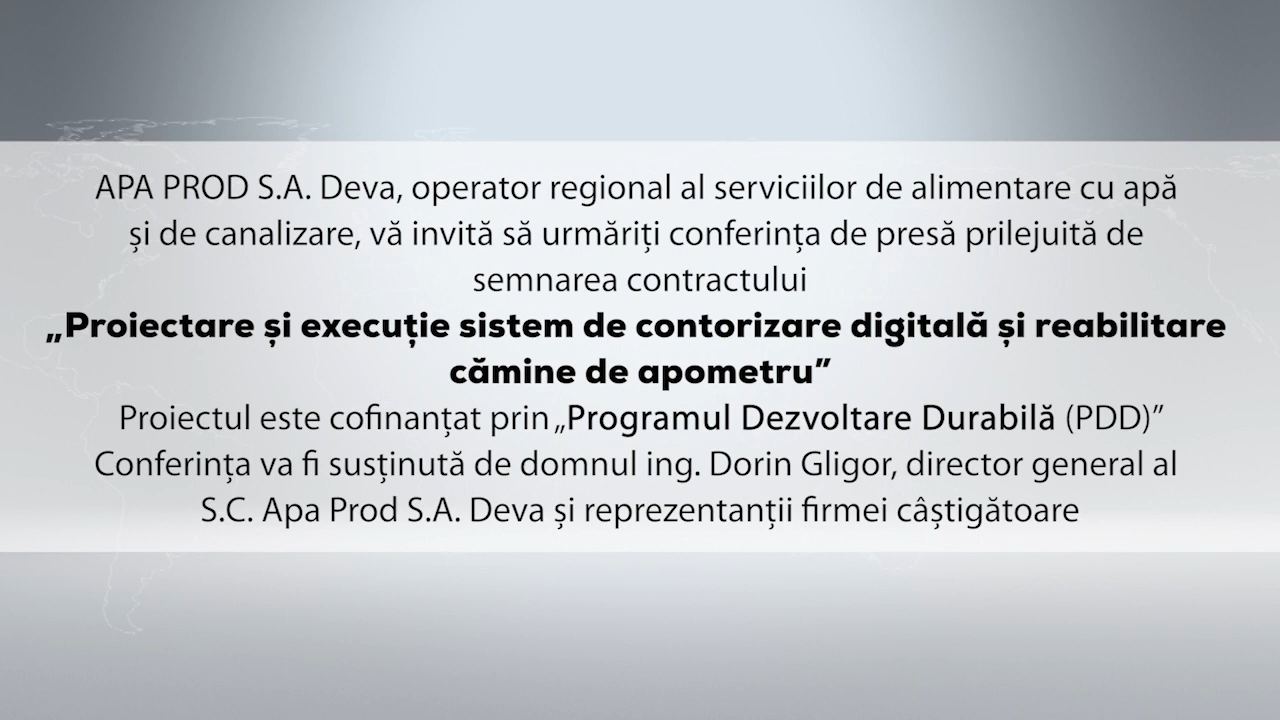 APA PROD S.A. Deva, operator regional al serviciilor de alimentare cu apă
și de canalizare, vă invită să urmăriți conferința de presă prilejuită de
semnarea contractului
„Proiectare și execuție sistem de contorizare digitală și reabilitare
cămine de apometru”
Proiectul este cofinanțat prin „Programul Dezvoltare Durabilă (PDD)”
Conferința va fi susținută de domnul ing. Dorin Gligor, director general al
S.C. Apa Prod S.A. Deva și reprezentanții firmei câștigătoare